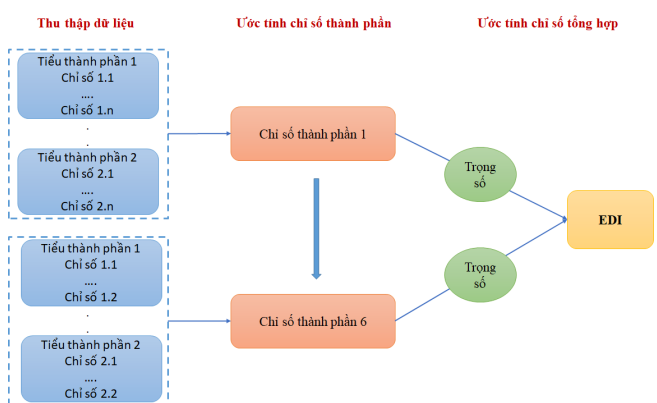 Thu thập dữ liệu
Ước tính chỉ số thành phần
Ước tính chỉ số tổng hợp
Tiểu thành phần 1
Chỉ số 1.1
....
Chỉ số 1.n
.
.
Tiểu thành phần 2
Chỉ số 2.1
....
Chỉ số 2.n
Tiểu thành phần 1
Chỉ số 1.1
....
Chỉ số 1.2
.
.
Tiểu thành phần 2
Chỉ số 2.1
....
Chỉ số 2.2
Chỉ số thành phần 1
Chỉ số thành phần 6
Trọng
số
Trọng
số
EDI